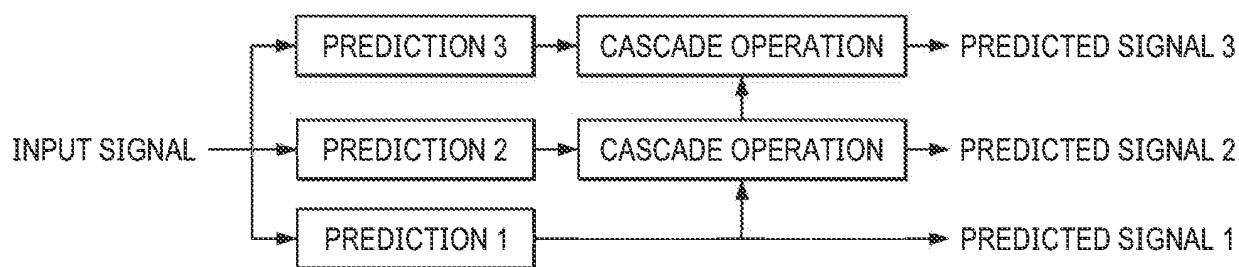 PREDICTION 3 CASCADE OPERATION PREDICTED SIGNAL 3
INPUT SIGNAL PREDICTION 2 CASCADE OPERATION PREDICTED SIGNAL 2
PREDICTION 1 PREDICTED SIGNAL 1